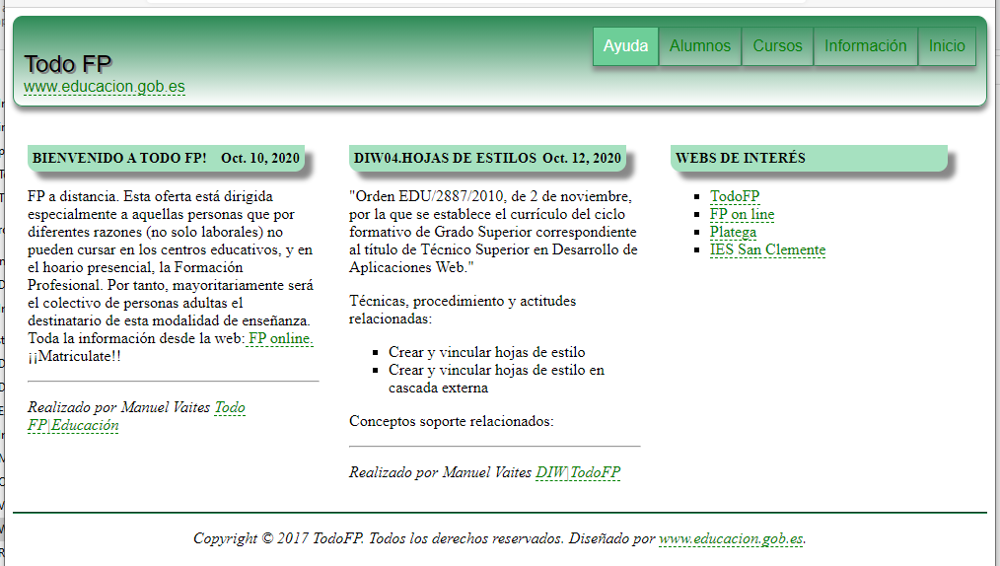 Todo FP
www.educacion.gob.es
Ayuda Alumnos Cursos Información Inicio
BIENVENIDO A TODO FP! Oct. 10, 2020
FP a distancia. Esta oferta está dirigida
especialmente a aquellas personas que por
diferentes razones (no solo laborales) no
pueden cursar en los centros educativos, y en
el hoario presencial, la Formación
Profesional. Por tanto, mayoritariamente será
el colectivo de personas adultas el
destinatario de esta modalidad de enseñanza.
Toda la información desde la web: FP online.
¡¡Matriculate!!
Realizado por Manuel Vaites Todo
FP|Educación
DIW04.HOJAS DE ESTILOS Oct. 12, 2020
"Orden EDU/2887/2010, de 2 de noviembre,
por la que se establece el currículo del ciclo
formativo de Grado Superior correspondiente
al título de Técnico Superior en Desarrollo de
Aplicaciones Web."
Técnicas, procedimiento y actitudes
relacionadas:
Crear y vincular hojas de estilo
Crear y vincular hojas de estilo en
cascada externa
Conceptos soporte relacionados:
Realizado por Manuel Vaites DIW|TodoFP
WEBS DE INTERÉS
TodoFP
FP on line
Platega
IES San Clemente
Copyright © 2017 TodoFP. Todos los derechos reservados. Diseñado por www.educacion.gob.es.